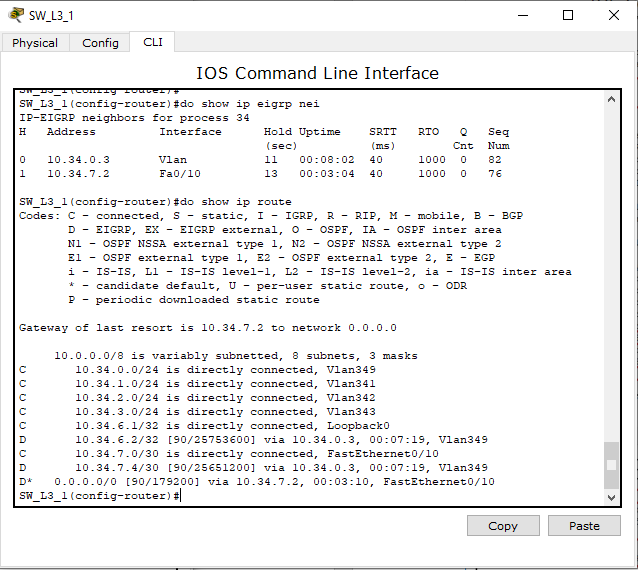 SW_L3_1
Physical Config CLI
IOS Command Line Interface
SW_L3_1(config-router)#
SW_L3_1(config-router)#do show ip eigrp nei
IP-EIGRP neighbors for process 34
H Address Interface Hold Uptime SRTT RTO Q Seq
(sec) (ms) Cnt Num
0 10.34.0.3 Vlan 11 00:08:02 40 1000 0 82
1 10.34.7.2 Fa0/10 13 00:03:04 40 1000 0 76
SW_L3_1(config-router)#do show ip route
Codes: C - connected, S - static, I - IGRP, R - RIP, M - mobile, B - BGP
D - EIGRP, EX - EIGRP external, O - OSPF, IA - OSPF inter area
N1 - OSPF NSSA external type 1, N2 - OSPF NSSA external type 2
E1 - OSPF external type 1, E2 - OSPF external type 2, E - EGP
i - IS-IS, L1 - IS-IS level-1, L2 - IS-IS level-2, ia - IS-IS inter area
* - candidate default, U - per-user static route, o - ODR
P - periodic downloaded static route
Gateway of last resort is 10.34.7.2 to network 0.0.0.0
10.0.0.0/8 is variably subnetted, 8 subnets, 3 masks
C 10.34.0.0/24 is directly connected, Vlan349
C 10.34.1.0/24 is directly connected, Vlan341
C 10.34.2.0/24 is directly connected, Vlan342
C 10.34.3.0/24 is directly connected, Vlan343
C 10.34.6.1/32 is directly connected, Loopback0
D 10.34.6.2/32 [90/25753600] via 10.34.0.3, 00:07:19, Vlan349
C 10.34.7.0/30 is directly connected, FastEthernet0/10
D 10.34.7.4/30 [90/25651200] via 10.34.0.3, 00:07:19, Vlan349
D* 0.0.0.0/0 [90/179200] via 10.34.7.2, 00:03:10, FastEthernet0/10
SW_L3_1(config-router)#
Copy Paste